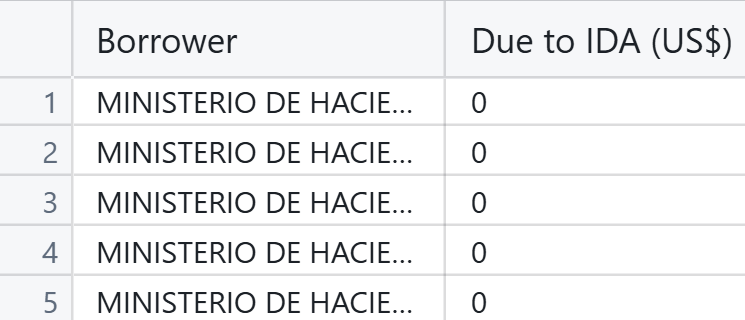 Borrower Due to IDA (US$)
1 MINISTERIO DE HACIE... 0
2 MINISTERIO DE HACIE... 0
3 MINISTERIO DE HACIE... 0
4 MINISTERIO DE HACIE... 0
5 MINISTERIO DE HACIE... 0